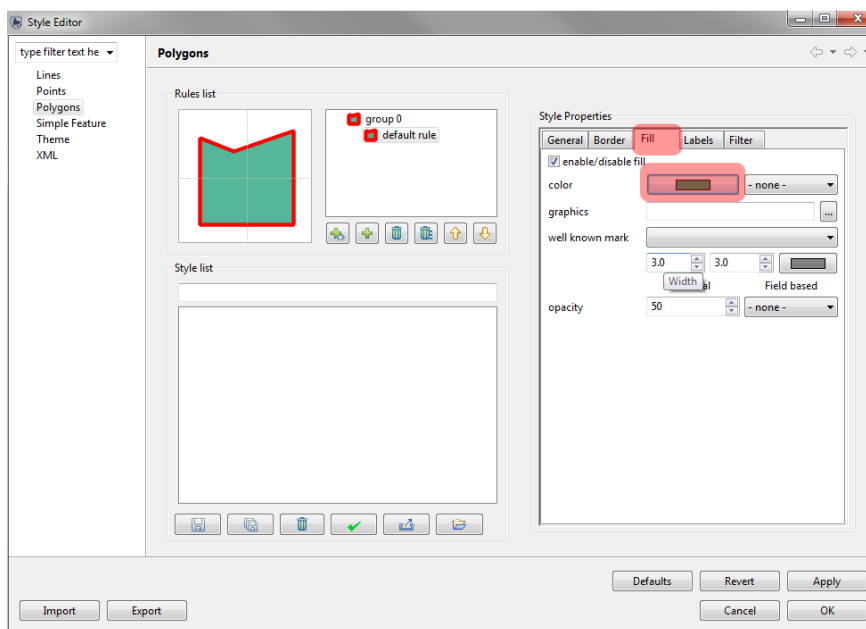 Style Editor
type filter text he
Lines
Points
Polygons
Simple Feature
Theme
XML
Polygons
Rules list
group 0
default rule
Style list
Style Properties
General Border Fill Labels Filter
enable/disable fill
color - none -
graphics ...
well known mark
3.0 3.0
Width al Field based
opacity 50 - none -
Defaults Revert Apply
Import Export Cancel OK